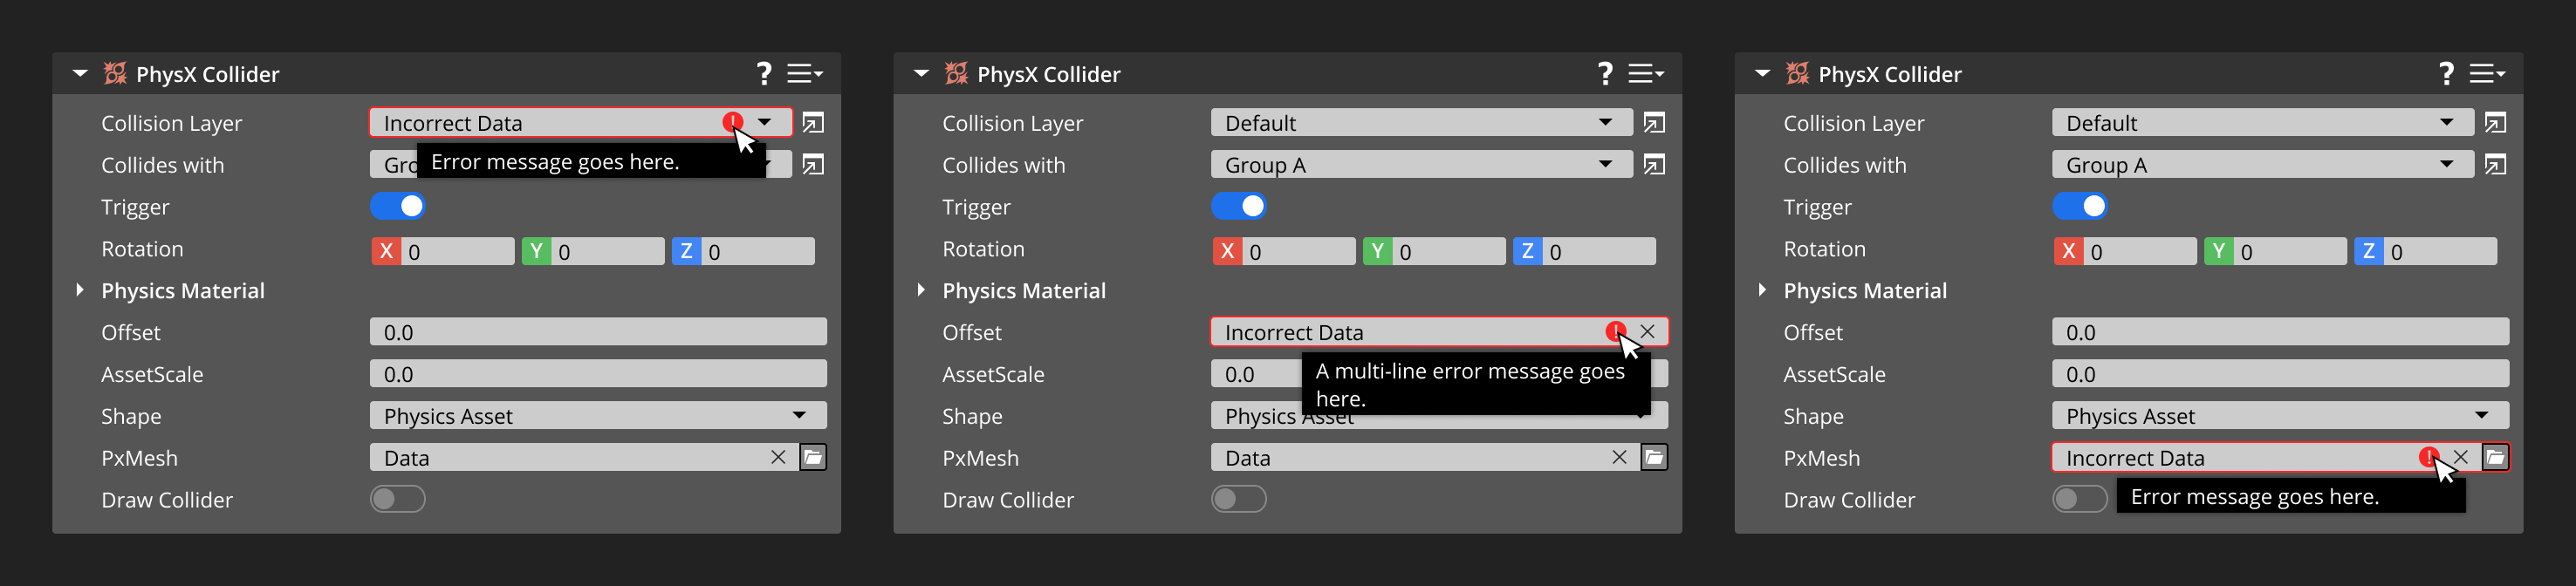 PhysX Collider ?
Collision Layer Incorrect Data !
Error message goes here.
Collides with Gro
Trigger
Rotation X 0 Y 0 Z 0
Physics Material
Offset 0.0
AssetScale 0.0
Shape Physics Asset
PxMesh Data
Draw Collider
PhysX Collider ?
Collision Layer Default
Collides with Group A
Trigger
Rotation X 0 Y 0 Z 0
Physics Material
Offset Incorrect Data !
A multi-line error message goes
here.
AssetScale 0.0
Shape Physics Asset
PxMesh Data
Draw Collider
PhysX Collider ?
Collision Layer Default
Collides with Group A
Trigger
Rotation X 0 Y 0 Z 0
Physics Material
Offset 0.0
AssetScale 0.0
Shape Physics Asset
PxMesh Incorrect Data !
Error message goes here.
Draw Collider